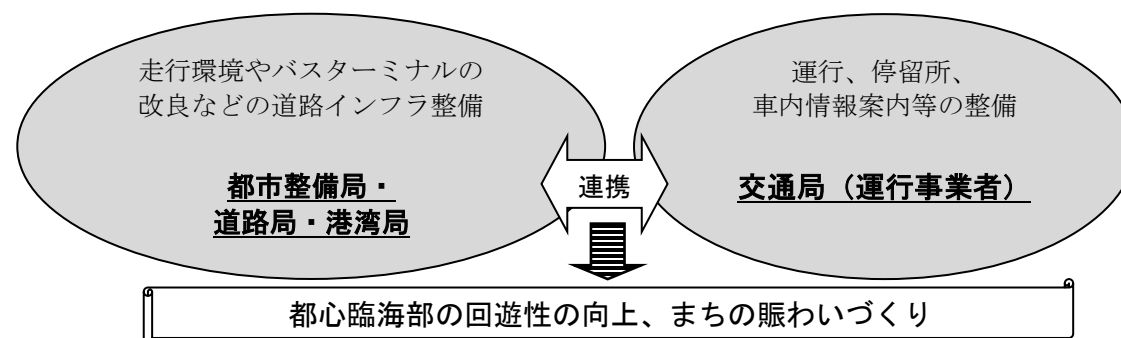 走行環境やバスターミナルの
改良などの道路インフラ整備
都市整備局・
道路局・港湾局
連携
運行、停留所、
車内情報案内等の整備
交通局（運行事業者）
都心臨海部の回遊性の向上、まちの賑わいづくり